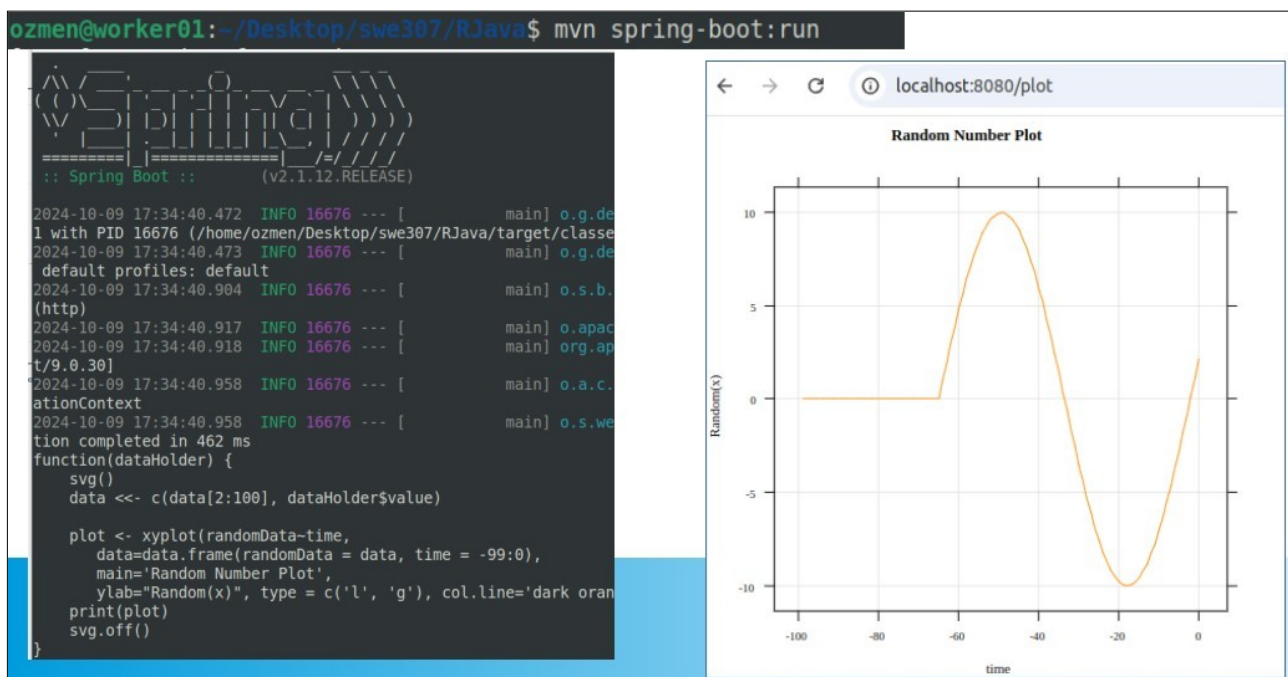 ozmen@worker01:~/Desktop/swe307/RJava$ mvn spring-boot:run
:: Spring Boot ::        (v2.1.12.RELEASE)
2024-10-09 17:34:40.472  INFO 16676 --- [           main] o.g.de
1 with PID 16676 (/home/ozmen/Desktop/swe307/RJava/target/classe
2024-10-09 17:34:40.473  INFO 16676 --- [           main] o.g.de
default profiles: default
2024-10-09 17:34:40.904  INFO 16676 --- [           main] o.s.b.
(http)
2024-10-09 17:34:40.917  INFO 16676 --- [           main] o.apac
2024-10-09 17:34:40.918  INFO 16676 --- [           main] org.ap
t/9.0.30]
2024-10-09 17:34:40.958  INFO 16676 --- [           main] o.a.c.
ationContext
2024-10-09 17:34:40.958  INFO 16676 --- [           main] o.s.we
tion completed in 462 ms
function(dataHolder) {
    svg()
    data <<- c(data[2:100], dataHolder$value)
    plot <- xyplot(randomData~time,
       data=data.frame(randomData = data, time = -99:0),
       main='Random Number Plot',
       ylab="Random(x)", type = c('l', 'g'), col.line='dark oran
    print(plot)
    svg.off()
}
localhost:8080/plot
Random Number Plot
10
5
0
-5
-10
Random(x)
-100 -80 -60 -40 -20 0
time